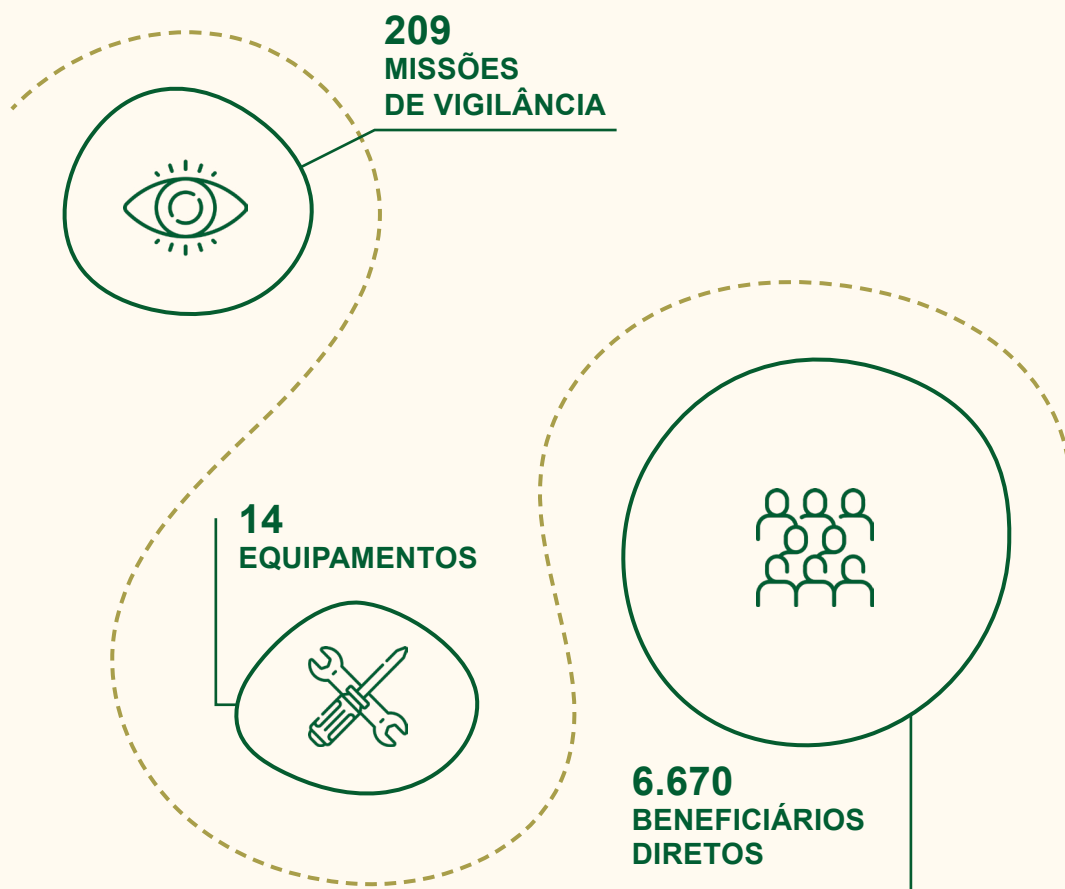 209
MISSÕES
DE VIGILÂNCIA
14
EQUIPAMENTOS
6.670
BENEFICIÁRIOS
DIRETOS